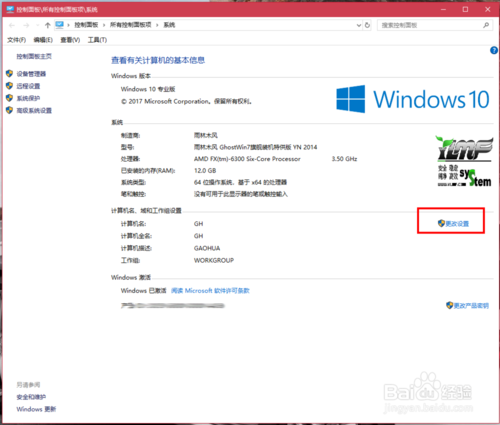 控制面板\所有控制面板项\系统
控制面板 › 所有控制面板项 › 系统
搜索控制面板
文件(F) 编辑(E) 查看(V) 工具(T)
控制面板主页
设备管理器
远程设置
系统保护
高级系统设置
查看有关计算机的基本信息
Windows 版本
Windows 10 专业版
© 2017 Microsoft Corporation。保留所有权利。
Windows 10
系统
制造商: 雨林木风
型号: 雨林木风 GhostWin7旗舰装机特供版 YN 2014
处理器: AMD FX(tm)-6300 Six-Core Processor 3.50 GHz
已安装的内存(RAM): 12.0 GB
系统类型: 64 位操作系统，基于 x64 的处理器
笔和触控: 没有可用于此显示器的笔或触控输入
YLMF
安全 稳定
纯净 高效
system
计算机名、域和工作组设置
计算机名: GH
更改设置
计算机全名: GH
计算机描述: GAOHUA
工作组: WORKGROUP
Windows 激活
Windows 已激活 阅读 Microsoft 软件许可条款
更改产品密钥
另请参阅
安全和维护
Windows 更新
Baidu 经验
jingyan.baidu.com